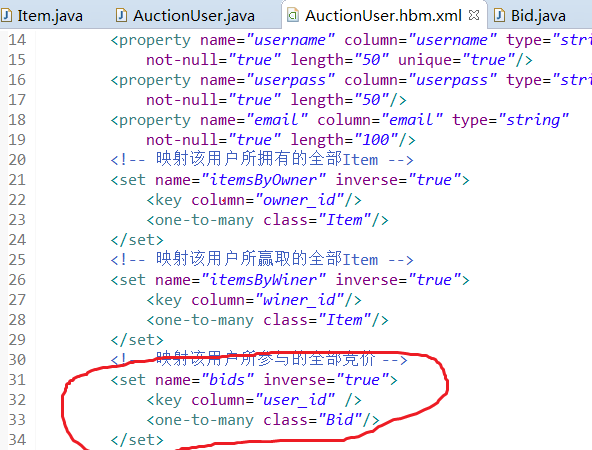 Item.java AuctionUser.java AuctionUser.hbm.xml Bid.java
14 <property name="username" column="username" type="stri
15 not-null="true" length="50" unique="true"/>
16 <property name="userpass" column="userpass" type="stri
17 not-null="true" length="50"/>
18 <property name="email" column="email" type="string"
19 not-null="true" length="100"/>
20 <!-- 映射该用户所拥有的全部Item -->
21 <set name="itemsByOwner" inverse="true">
22 <key column="owner_id"/>
23 <one-to-many class="Item"/>
24 </set>
25 <!-- 映射该用户所赢取的全部Item -->
26 <set name="itemsByWiner" inverse="true">
27 <key column="winer_id"/>
28 <one-to-many class="Item"/>
29 </set>
30 <!-- 映射该用户所参与的全部竞价 -->
31 <set name="bids" inverse="true">
32 <key column="user_id" />
33 <one-to-many class="Bid"/>
34 </set>